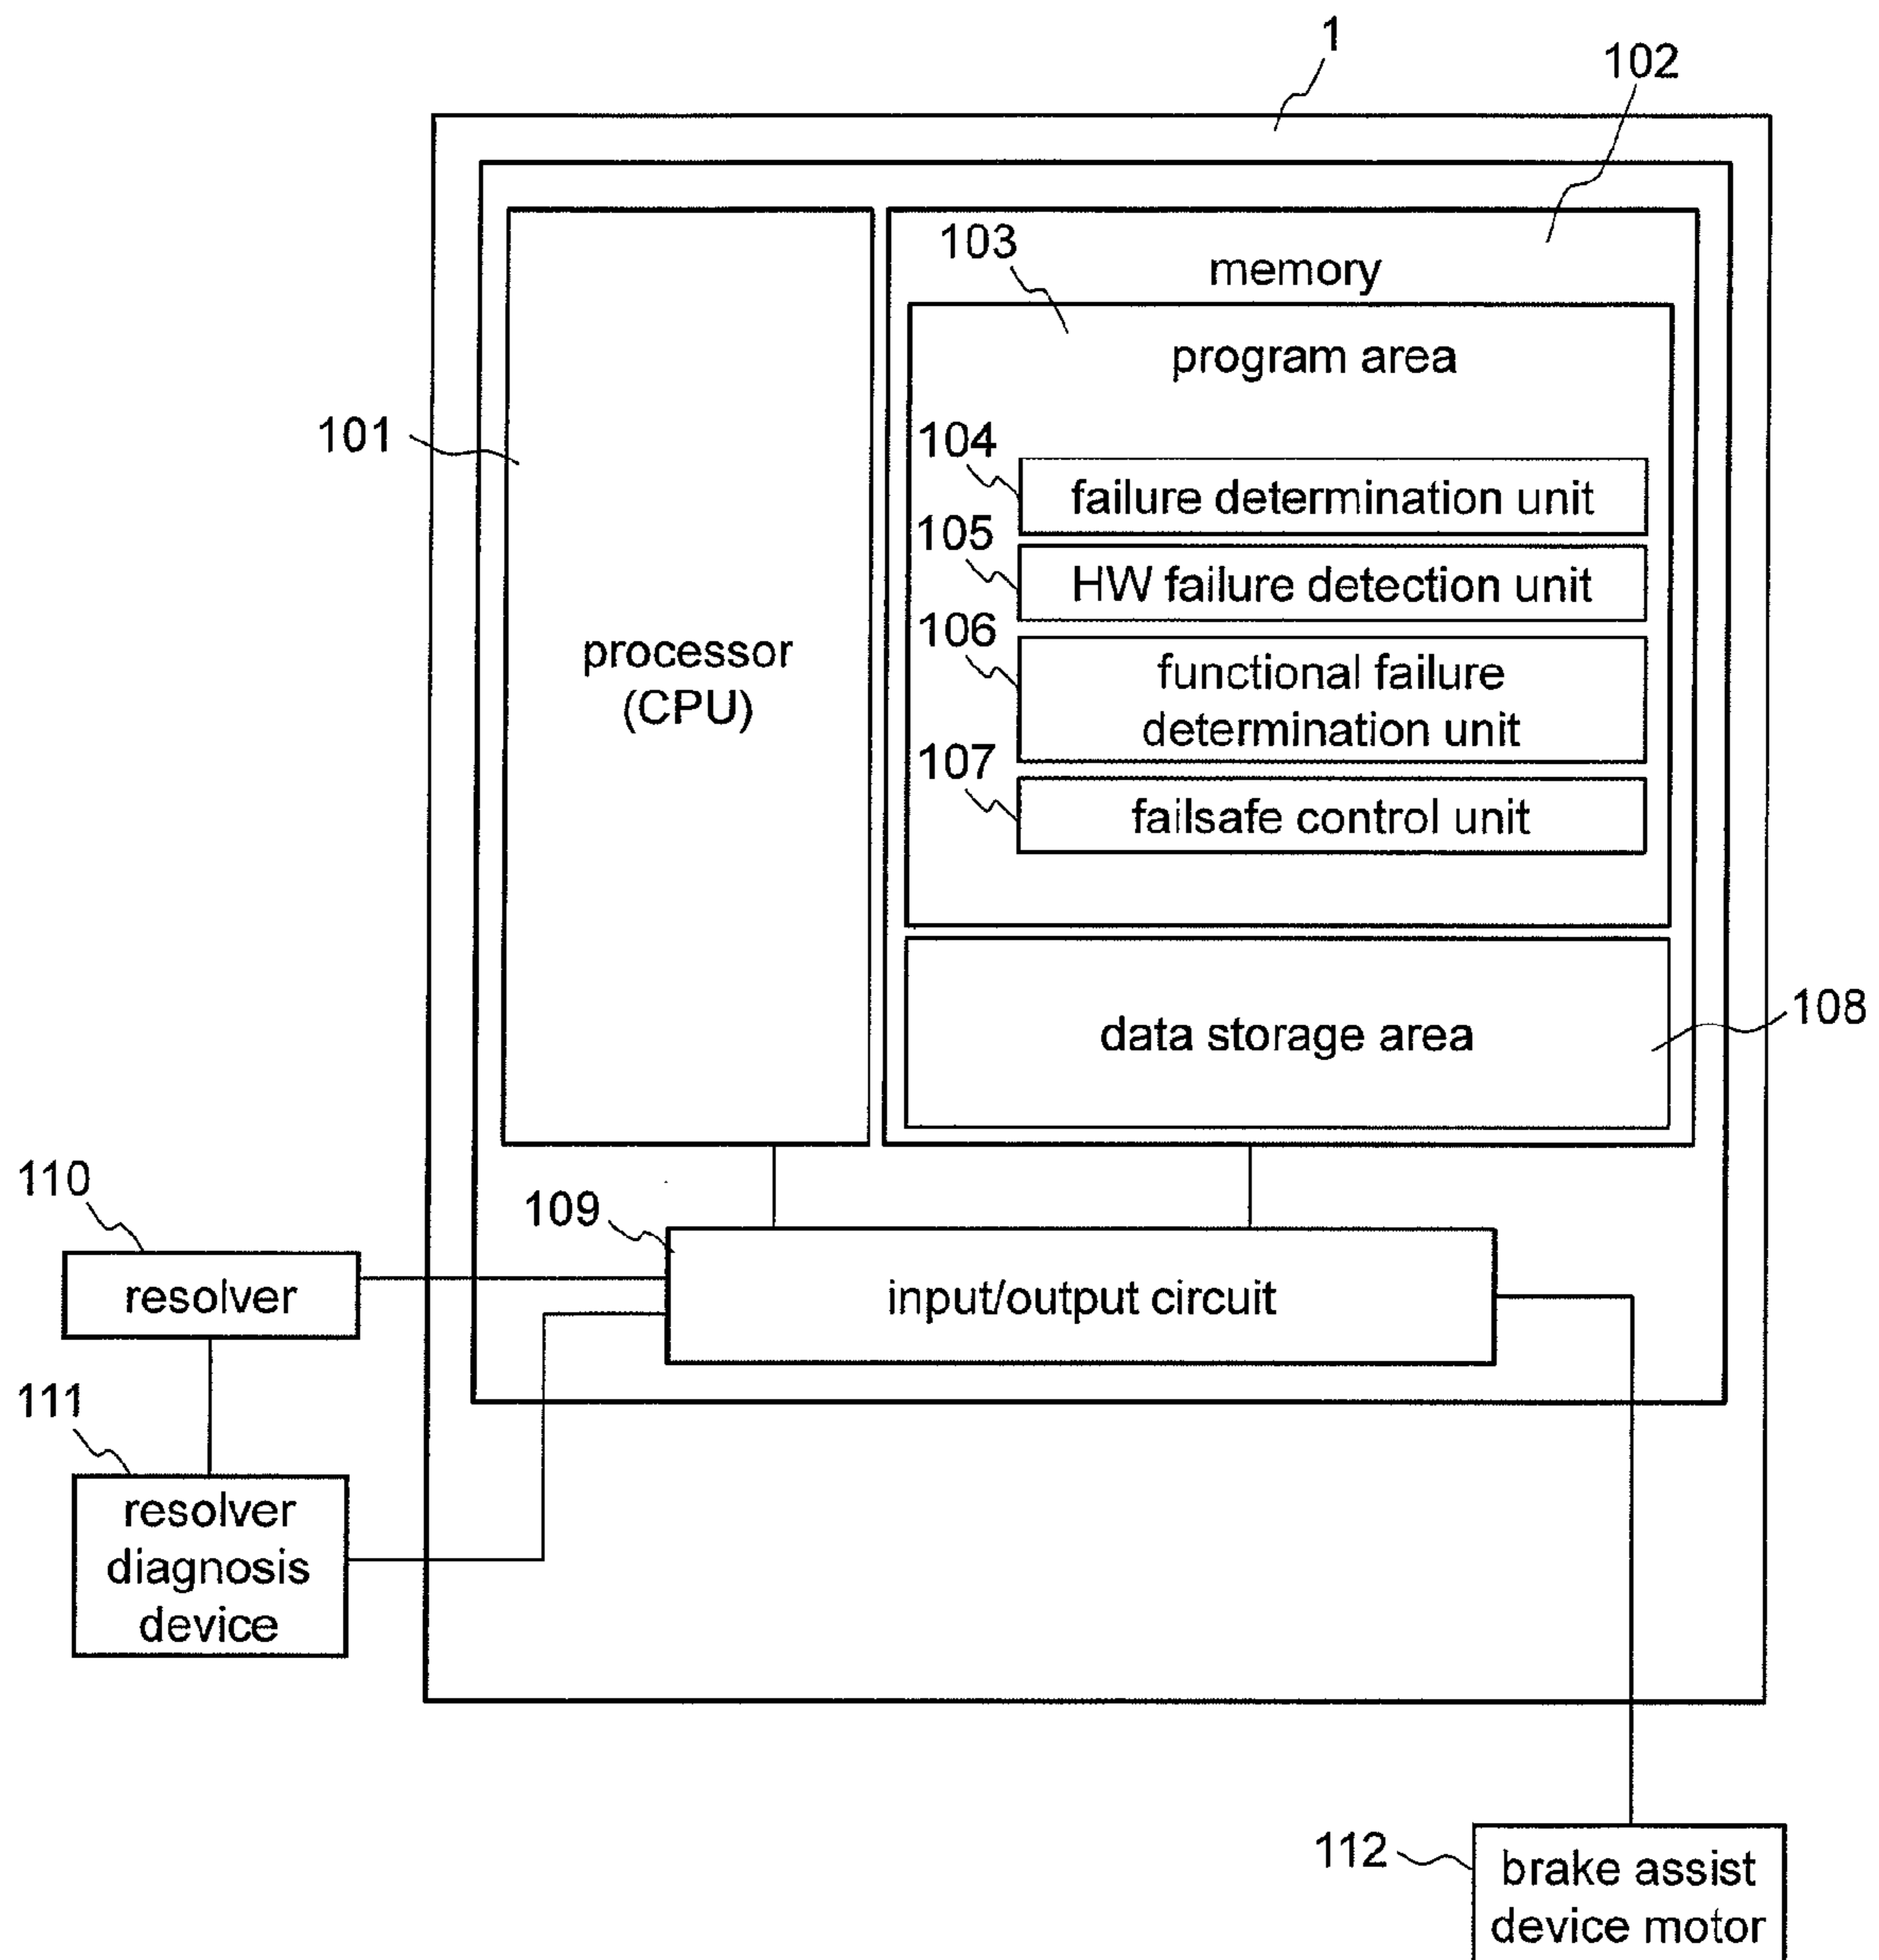 1
102
103
memory
program area
101
104
failure determination unit
105
HW failure detection unit
106
functional failure
determination unit
107
failsafe control unit
processor
(CPU)
data storage area
108
110
109
resolver
input/output circuit
111
resolver
diagnosis
device
112
brake assist
device motor